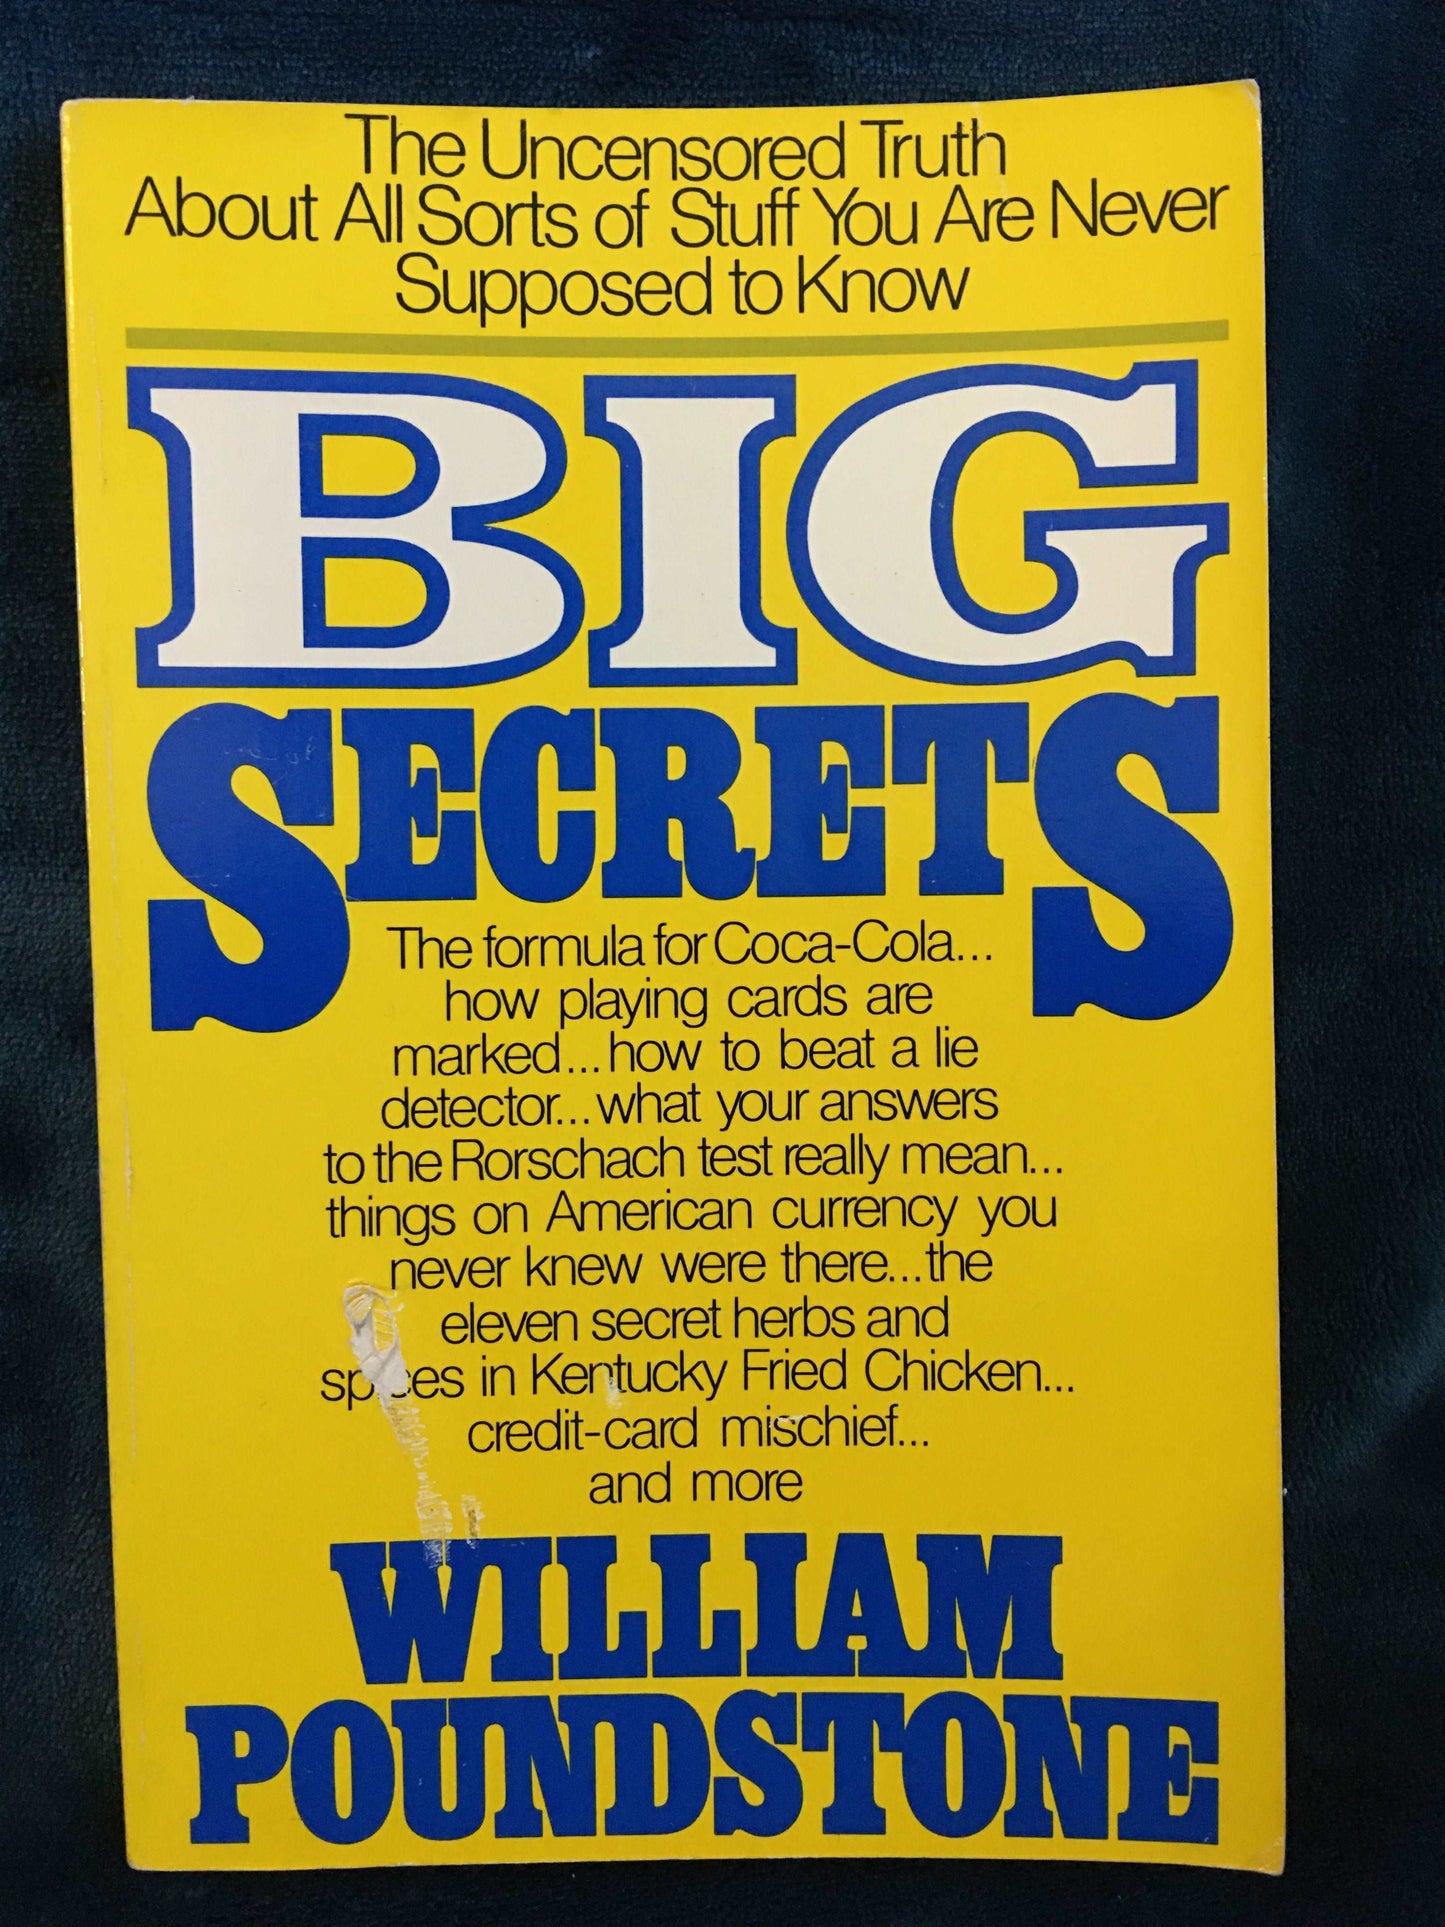 The Uncensored Truth
About All Sorts of Stuff You Are Never
Supposed to Know
BIG
SECRETS
The formula for Coca-Cola...
how playing cards are
marked...how to beat a lie
detector...what your answers
to the Rorschach test really mean...
things on American currency you
never knew were there...the
eleven secret herbs and
spices in Kentucky Fried Chicken...
credit-card mischief...
and more
WILLIAM
POUNDSTONE